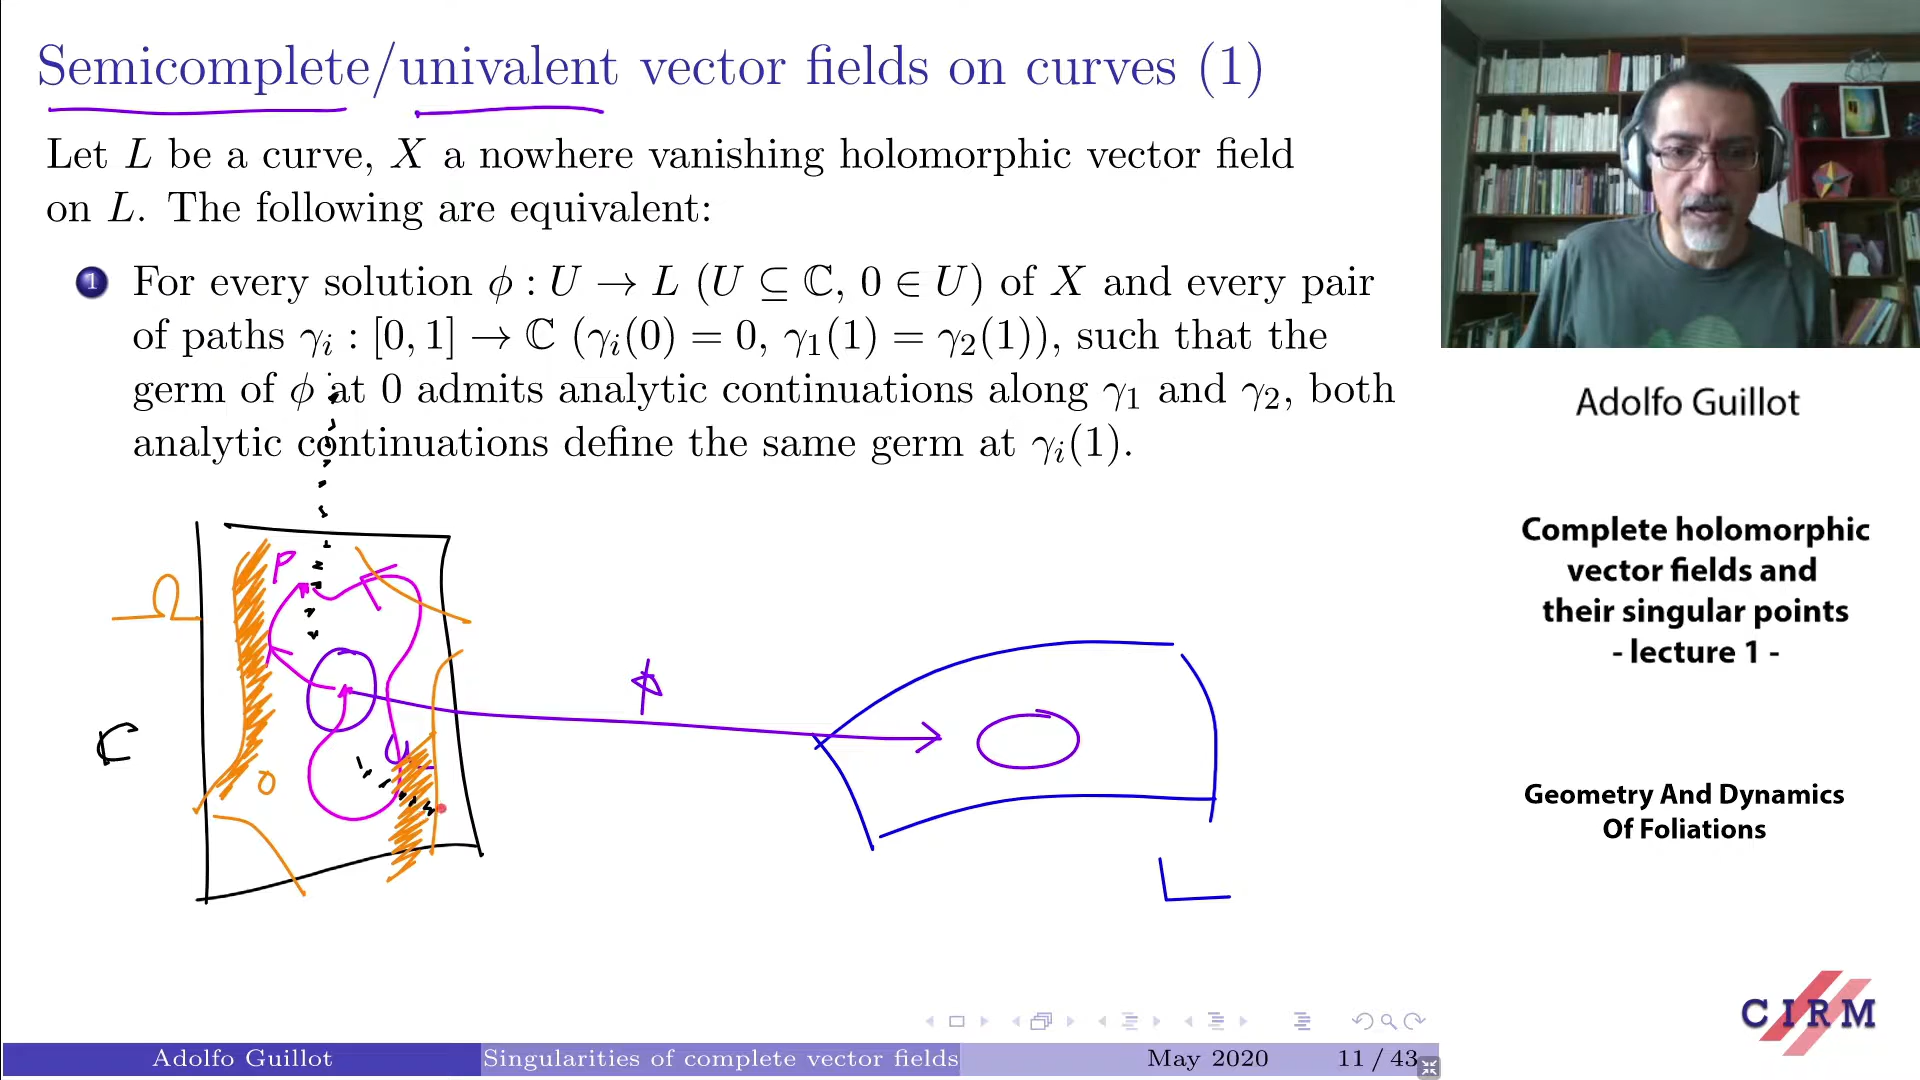 Semicomplete/univalent vector fields on curves (1)
Let L be a curve, X a nowhere vanishing holomorphic vector field
on L. The following are equivalent:
1 For every solution ϕ : U → L (U ⊆ ℂ, 0 ∈ U) of X and every pair
of paths γᵢ : [0, 1] → ℂ (γᵢ(0) = 0, γ₁(1) = γ₂(1)), such that the
germ of ϕ at 0 admits analytic continuations along γ₁ and γ₂, both
analytic continuations define the same germ at γᵢ(1).
Ω
P
ϕ
ℂ
0
L
Adolfo Guillot
Singularities of complete vector fields
May 2020
11 / 43
Adolfo Guillot
Complete holomorphic
vector fields and
their singular points
- lecture 1 -
Geometry And Dynamics
Of Foliations
CIRM